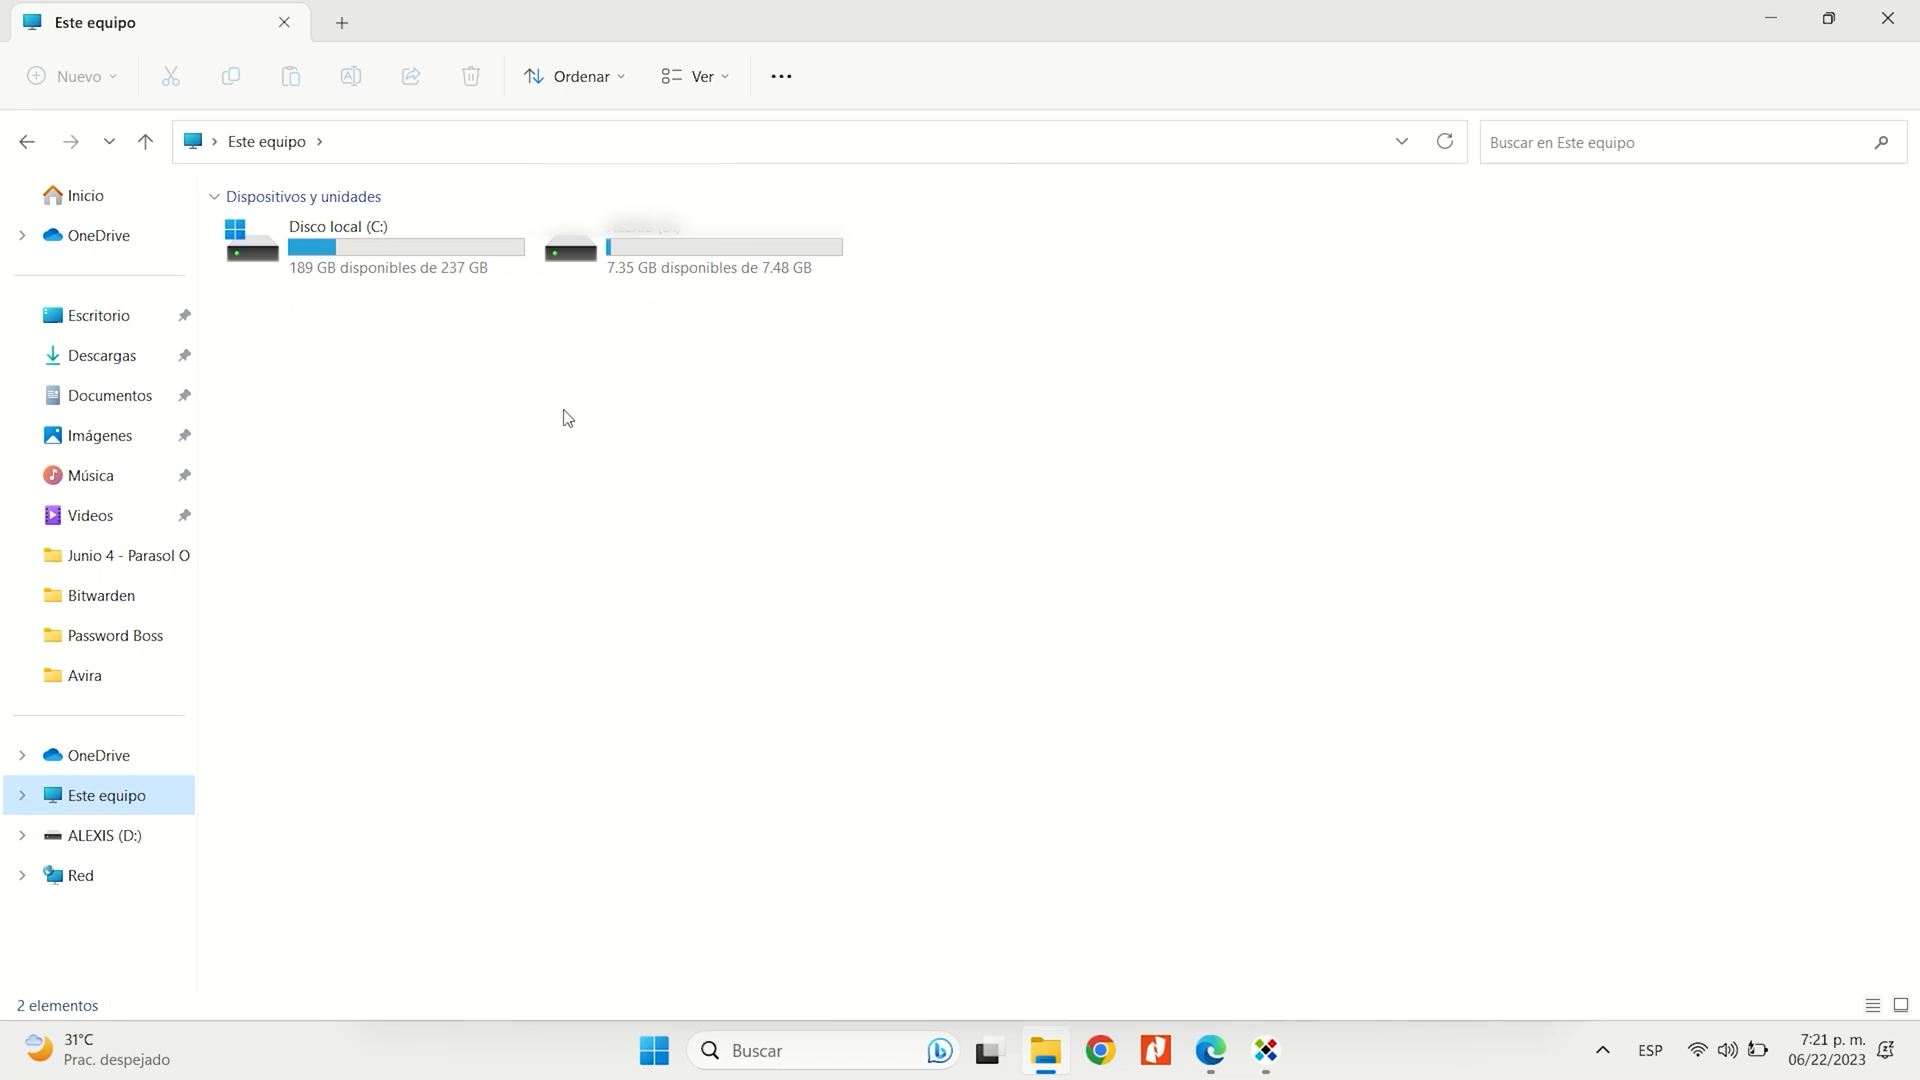 Este equipo
Nuevo
Ordenar
Ver
Este equipo
Buscar en Este equipo
Inicio
OneDrive
Escritorio
Descargas
Documentos
Imágenes
Música
Videos
Junio 4 - Parasol O
Bitwarden
Password Boss
Avira
OneDrive
Este equipo
ALEXIS (D:)
Red
Dispositivos y unidades
Disco local (C:)
189 GB disponibles de 237 GB
7.35 GB disponibles de 7.48 GB
2 elementos
31°C
Prac. despejado
Buscar
ESP
7:21 p. m.
06/22/2023